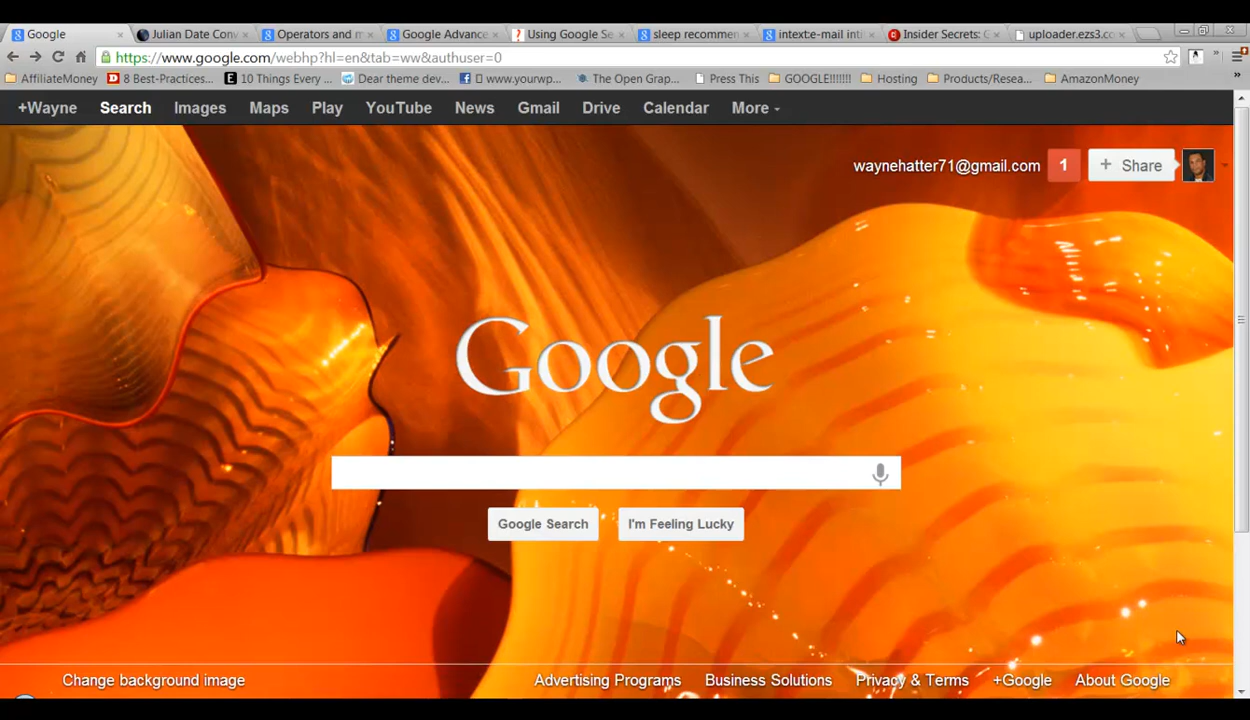 Google
Julian Date Conv
Operators and m
Google Advance
Using Google Se
sleep recommen
intext:e-mail inti
Insider Secrets: G
uploader.ezs3.co
https://www.google.com/webhp?hl=en&tab=ww&authuser=0
AffiliateMoney
8 Best-Practices...
10 Things Every ...
Dear theme dev...
www.yourwp...
The Open Grap...
Press This
GOOGLE!!!!!!!
Hosting
Products/Resea...
AmazonMoney
+Wayne Search Images Maps Play YouTube News Gmail Drive Calendar More
waynehatter71@gmail.com 1 + Share
Google
Google Search I'm Feeling Lucky
Change background image Advertising Programs Business Solutions Privacy & Terms +Google About Google